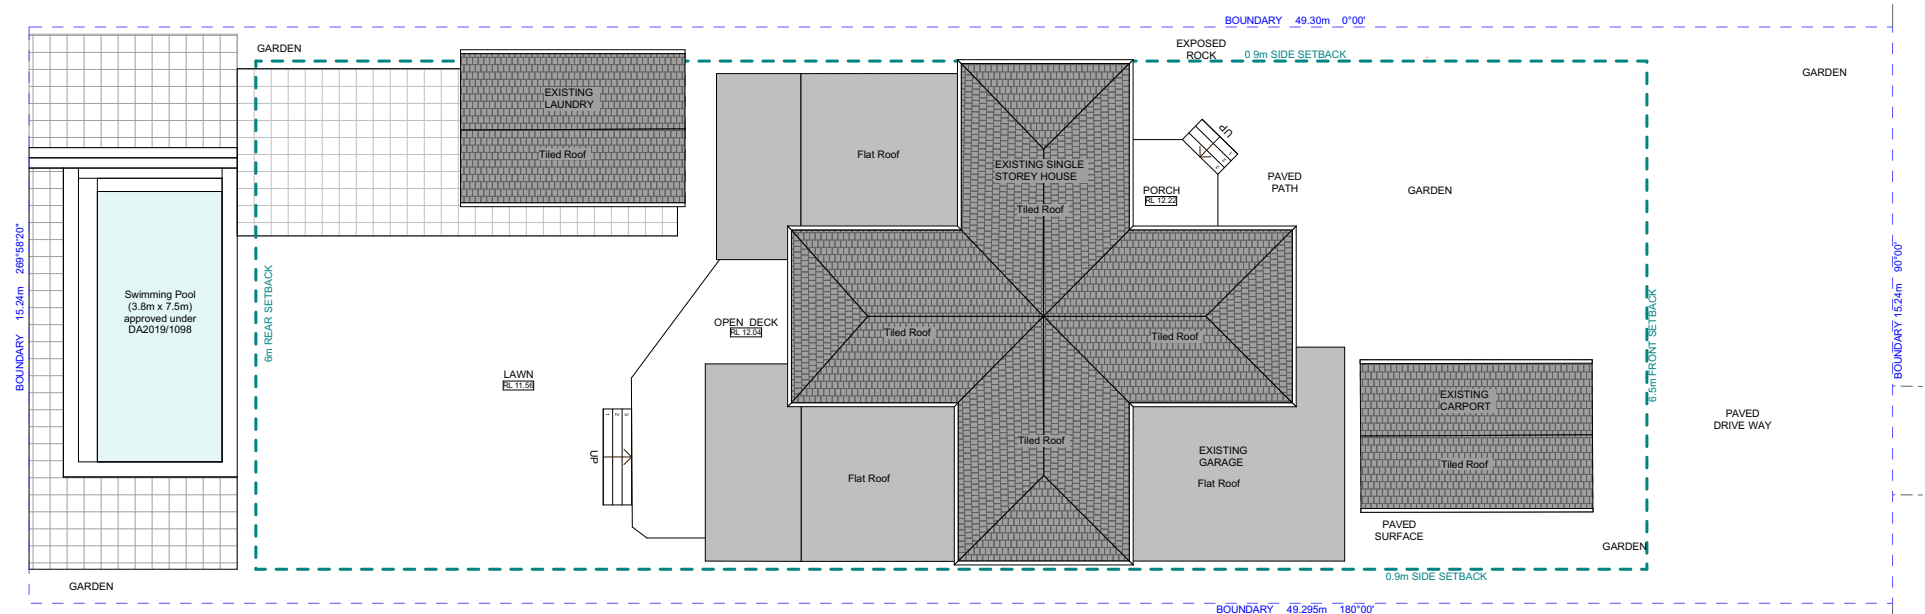 BOUNDARY 49.30m 0°00'
GARDEN
EXPOSED
ROCK
0.9m SIDE SETBACK
GARDEN
EXISTING
LAUNDRY
Tiled Roof
Flat Roof
EXISTING SINGLE
STOREY HOUSE
Tiled Roof
UP
PORCH
RL 12.22
PAVED
PATH
GARDEN
BOUNDARY 15.24m 269°58'20"
Swimming Pool
(3.8m x 7.5m)
approved under
DA2019/1098
6m REAR SETBACK
OPEN DECK
RL 12.04
Tiled Roof
Tiled Roof
6.5m FRONT SETBACK
BOUNDARY 15.24m 90°00'
LAWN
RL 11.56
UP
1
2
3
Tiled Roof
Flat Roof
EXISTING
GARAGE
Flat Roof
EXISTING
CARPORT
Tiled Roof
PAVED
DRIVE WAY
PAVED
SURFACE
GARDEN
GARDEN
0.9m SIDE SETBACK
BOUNDARY 49.295m 180°00'